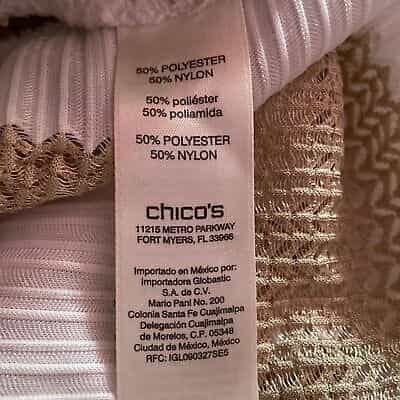 50% POLYESTER
50% NYLON
50% poliéster
50% poliamida
50% POLYESTER
50% NYLON
chico's
11215 METRO PARKWAY
FORT MYERS, FL 33966
Importado en México por:
Importadora Globastic
S.A. de C.V.
Mario Pani No. 200
Colonia Santa Fe Cuajimalpa
Delegación Cuajimalpa
de Morelos, C.P. 05348
Ciudad de México, México
RFC: IGL090327SE5